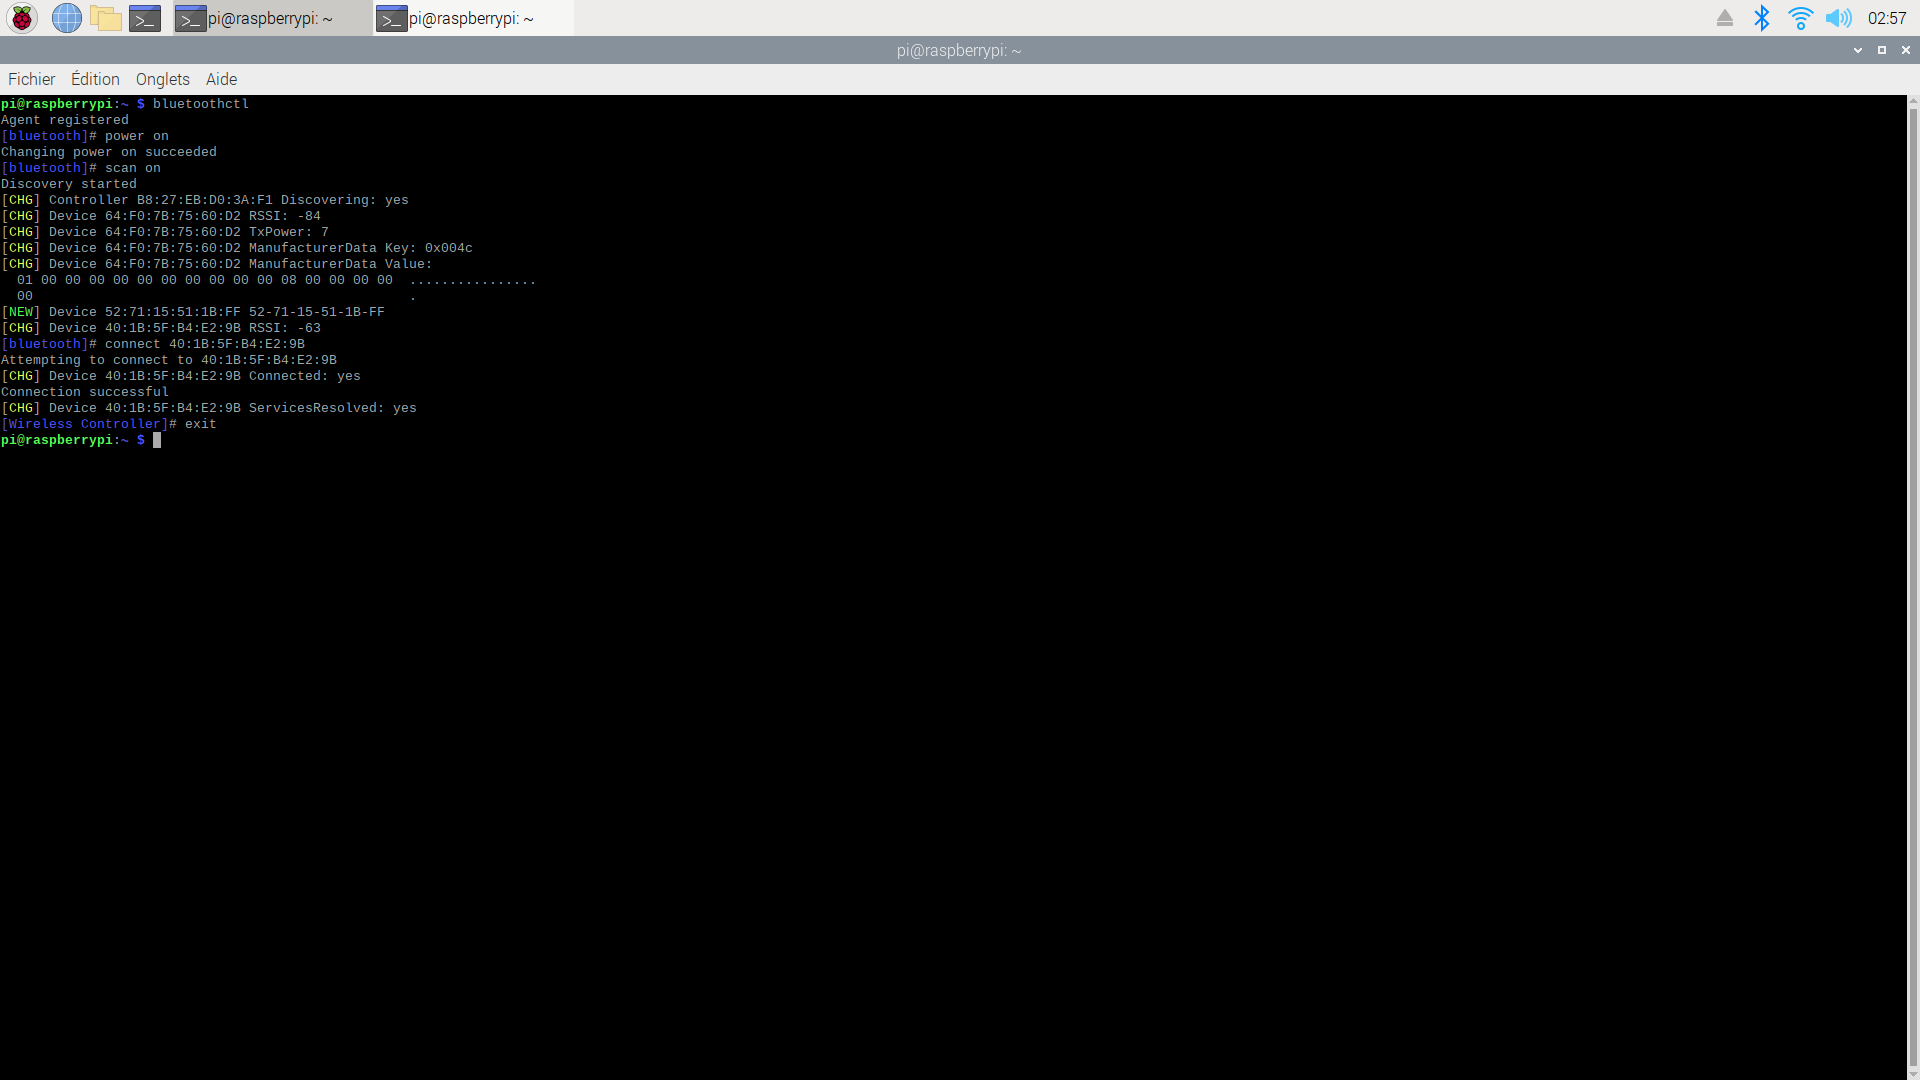 pi@raspberrypi: ~ pi@raspberrypi: ~ 02:57
pi@raspberrypi: ~
Fichier Édition Onglets Aide
pi@raspberrypi:~ $ bluetoothctl
Agent registered
[bluetooth]# power on
Changing power on succeeded
[bluetooth]# scan on
Discovery started
[CHG] Controller B8:27:EB:D0:3A:F1 Discovering: yes
[CHG] Device 64:F0:7B:75:60:D2 RSSI: -84
[CHG] Device 64:F0:7B:75:60:D2 TxPower: 7
[CHG] Device 64:F0:7B:75:60:D2 ManufacturerData Key: 0x004c
[CHG] Device 64:F0:7B:75:60:D2 ManufacturerData Value:
  01 00 00 00 00 00 00 00 00 00 00 08 00 00 00 00  ................
  00                                               .
[NEW] Device 52:71:15:51:1B:FF 52-71-15-51-1B-FF
[CHG] Device 40:1B:5F:B4:E2:9B RSSI: -63
[bluetooth]# connect 40:1B:5F:B4:E2:9B
Attempting to connect to 40:1B:5F:B4:E2:9B
[CHG] Device 40:1B:5F:B4:E2:9B Connected: yes
Connection successful
[CHG] Device 40:1B:5F:B4:E2:9B ServicesResolved: yes
[Wireless Controller]# exit
pi@raspberrypi:~ $